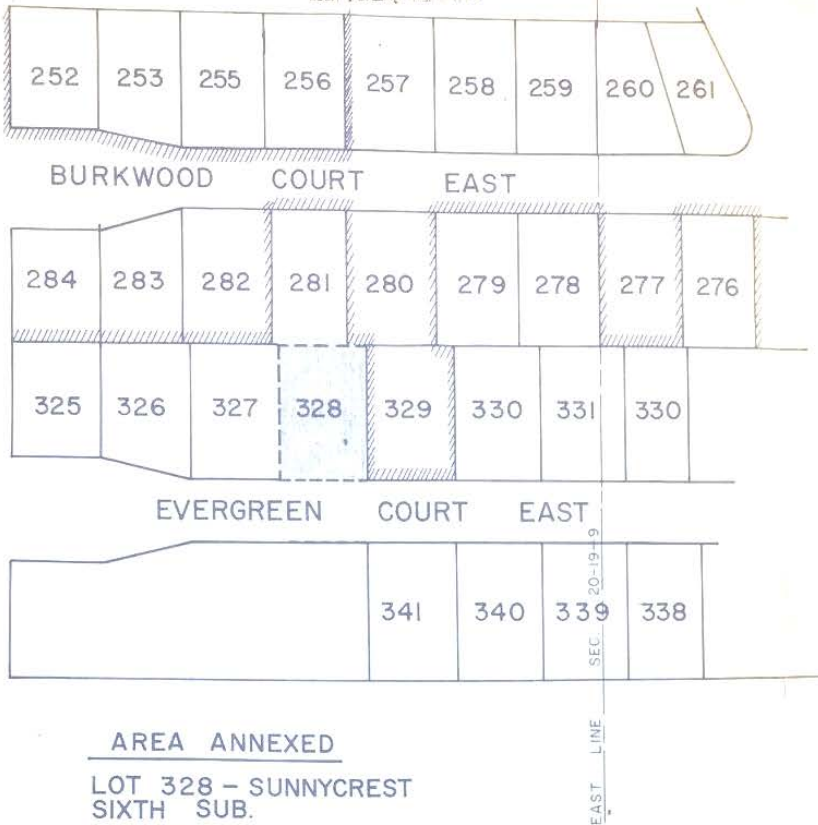 252 253 255 256 257 258 259 260 261
BURKWOOD COURT EAST
284 283 282 281 280 279 278 277 276
325 326 327 328 329 330 331 330
EVERGREEN COURT EAST
341 340 339 338
EAST LINE SEC. 20-19-9
AREA ANNEXED
LOT 328 - SUNNYCREST
SIXTH SUB.